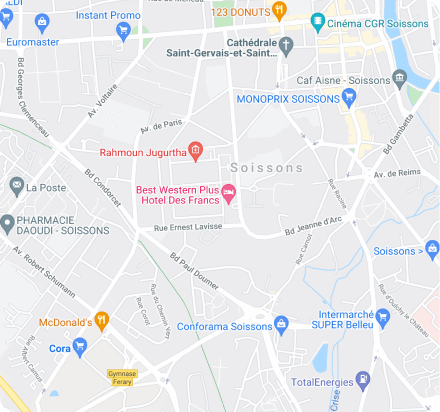 LDI
Instant Promo
123 DONUTS
Cinéma CGR Soissons
Euromaster
Cathédrale
Saint-Gervais-et-Saint...
Caf Aisne - Soissons
Bd Georges Clemenceau
Av. Voltaire
MONOPRIX SOISSONS
Av. de Paris
Bd Gambetta
Rahmoun Jugurtha
Soissons
Av. de Reims
La Poste
Bd Condorcet
Best Western Plus
Hotel Des Francs
Rue Racine
PHARMACIE
DAOUDI - SOISSONS
Rue Ernest Lavisse
Bd Jeanne d'Arc
Rue Carnot
Soissons >
Av. Robert Schumann
Bd Paul Doumer
Rue d'Oulchy le Château
McDonald's
Rue Corot
Rue du Chemin Vert
Conforama Soissons
Intermarché
SUPER Belleu
Cora
Rue Albert Camus
Gymnase
Ferary
TotalEnergies
Crise